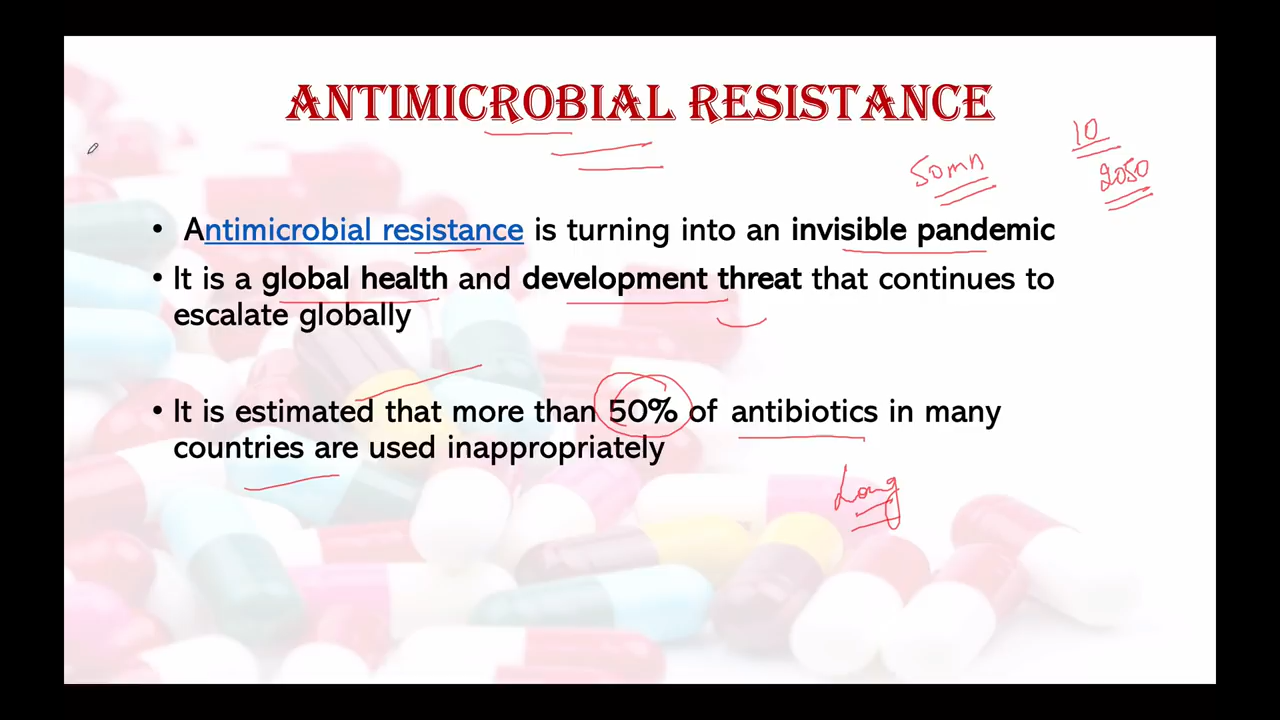 ANTIMICROBIAL RESISTANCE
10
50mn
2050
• Antimicrobial resistance is turning into an invisible pandemic
• It is a global health and development threat that continues to
escalate globally
• It is estimated that more than 50% of antibiotics in many
countries are used inappropriately
Long